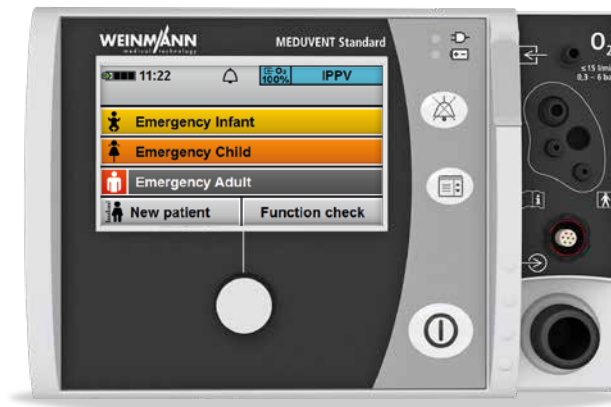 WEINMANN
medical technology
MEDUVENT Standard
11:22
O₂
100%
IPPV
Emergency Infant
Emergency Child
Emergency Adult
New patient
Function check
O₂
≤ 15 l/min
0,3 – 6 ba